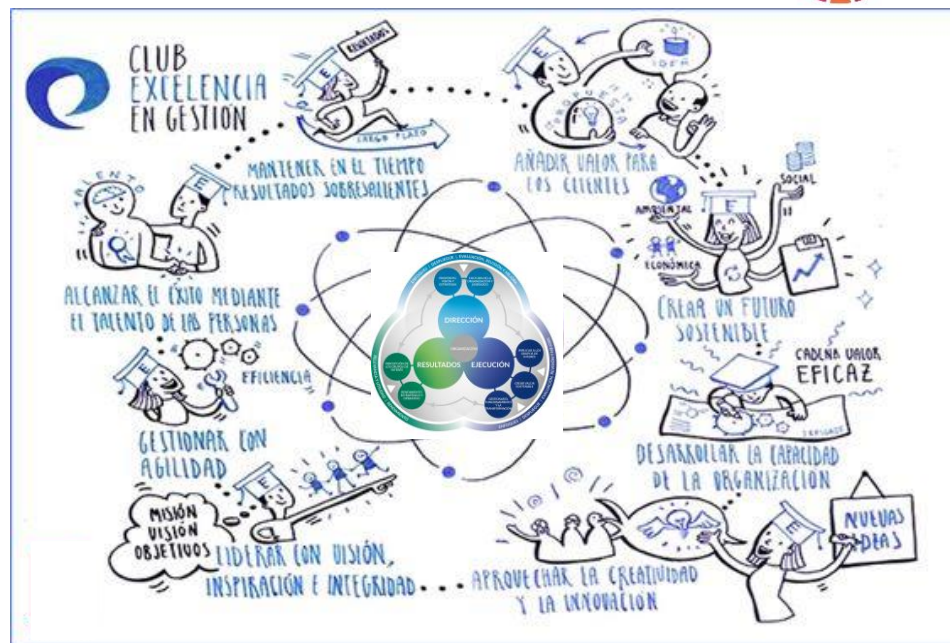 CLUB
EXCELENCIA
EN GESTIÓN
RESULTADOS
LARGO PLAZO
MANTENER EN EL TIEMPO
RESULTADOS SOBRESALIENTES
IDEA
PROPUESTA
AÑADIR VALOR PARA
LOS CLIENTES
SOCIAL
AMBIENTAL
ECONÓMICA
CREAR UN FUTURO
SOSTENIBLE
CADENA VALOR
EFICAZ
DESARROLLAR LA CAPACIDAD
DE LA ORGANIZACIÓN
NUEVAS
IDEAS
APROVECHAR LA CREATIVIDAD
Y LA INNOVACIÓN
MISIÓN
VISIÓN
OBJETIVOS
LIDERAR CON VISIÓN,
INSPIRACIÓN E INTEGRIDAD
EFICIENCIA
GESTIONAR CON
AGILIDAD
TALENTO
ALCANZAR EL ÉXITO MEDIANTE
EL TALENTO DE LAS PERSONAS
DIRECCIÓN
RESULTADOS
EJECUCIÓN
E
E
E
E
E
E
E